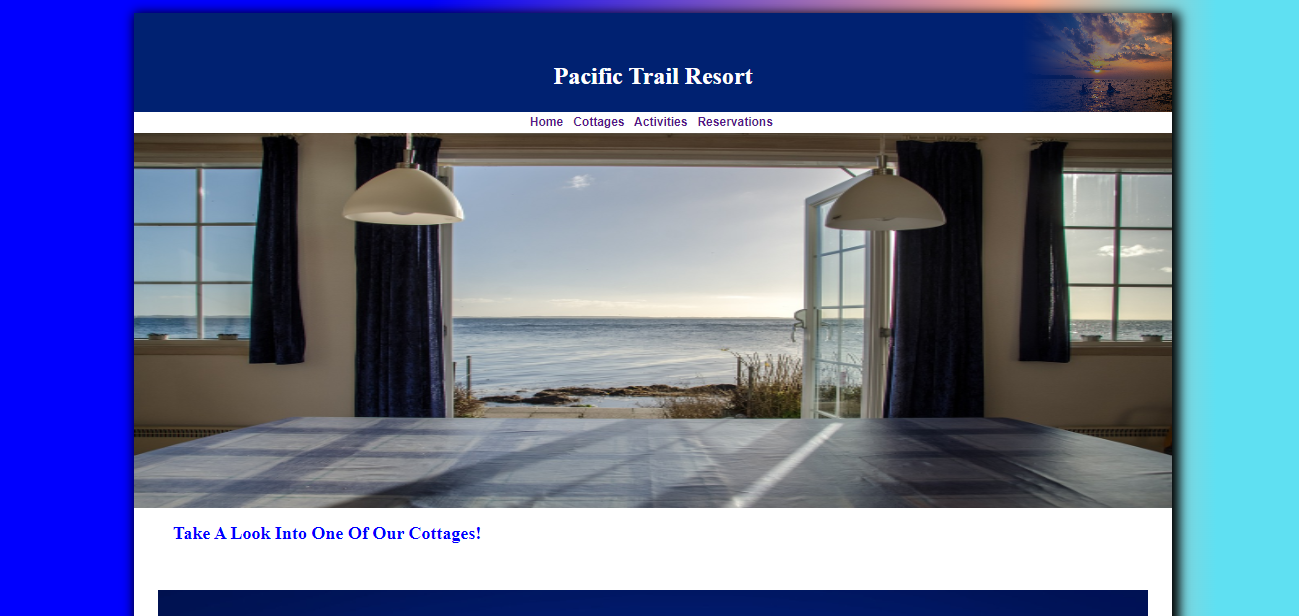 Pacific Trail Resort
Home Cottages Activities Reservations
Take A Look Into One Of Our Cottages!